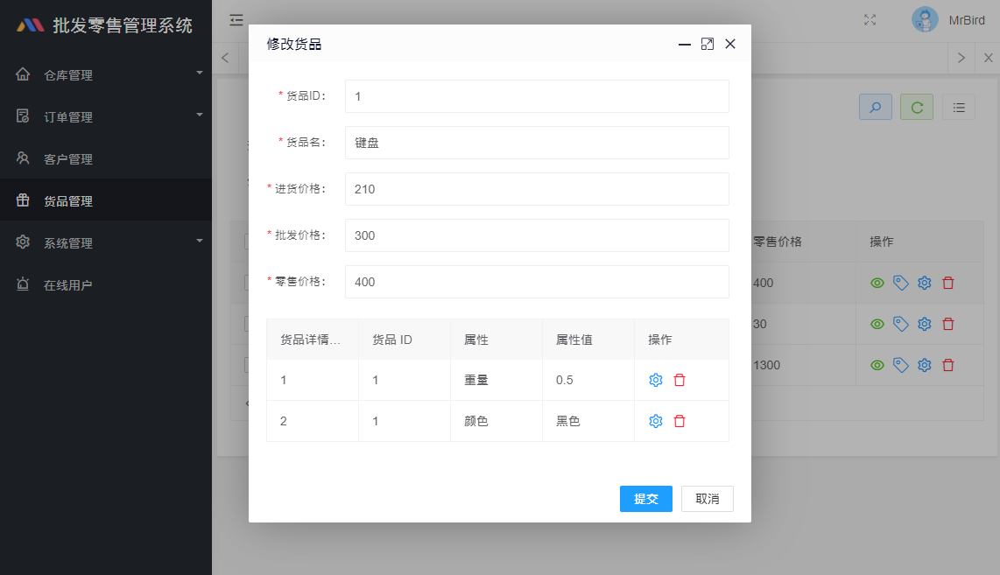 批发零售管理系统
MrBird
仓库管理
订单管理
客户管理
货品管理
系统管理
在线用户
修改货品
* 货品ID: 1
* 货品名: 键盘
* 进货价格: 210
* 批发价格: 300
* 零售价格: 400
货品详情... 货品 ID 属性 属性值 操作
1 1 重量 0.5
2 1 颜色 黑色
提交 取消
零售价格 操作
400
30
1300